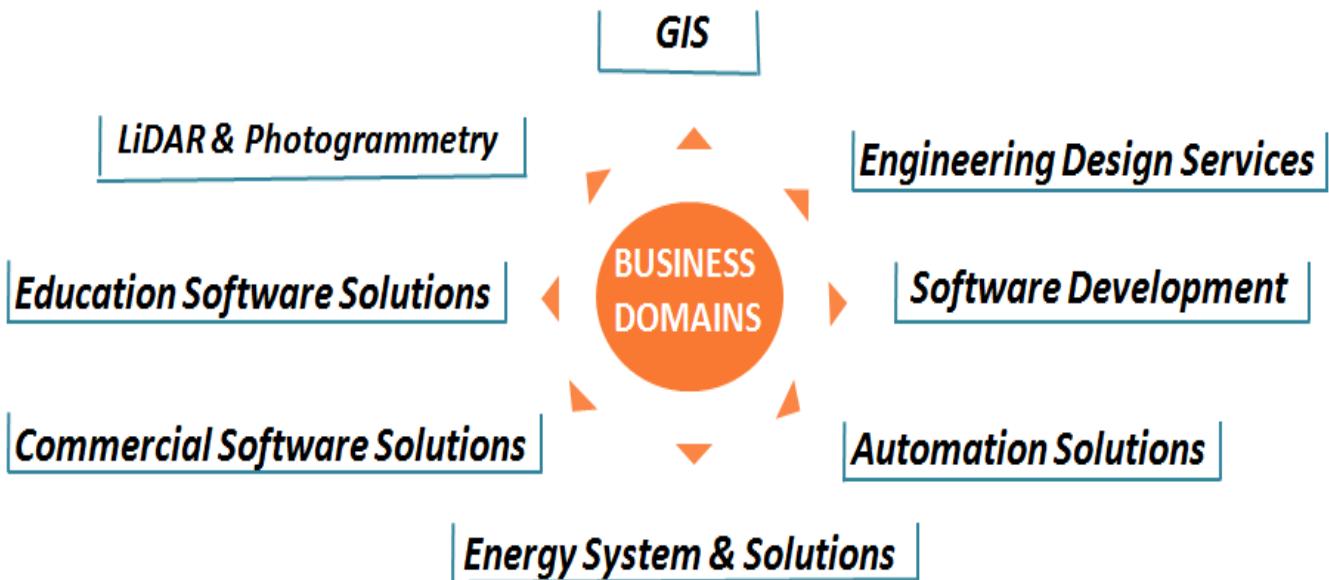 GIS
LiDAR & Photogrammetry
Engineering Design Services
BUSINESS
DOMAINS
Education Software Solutions
Software Development
Commercial Software Solutions
Automation Solutions
Energy System & Solutions